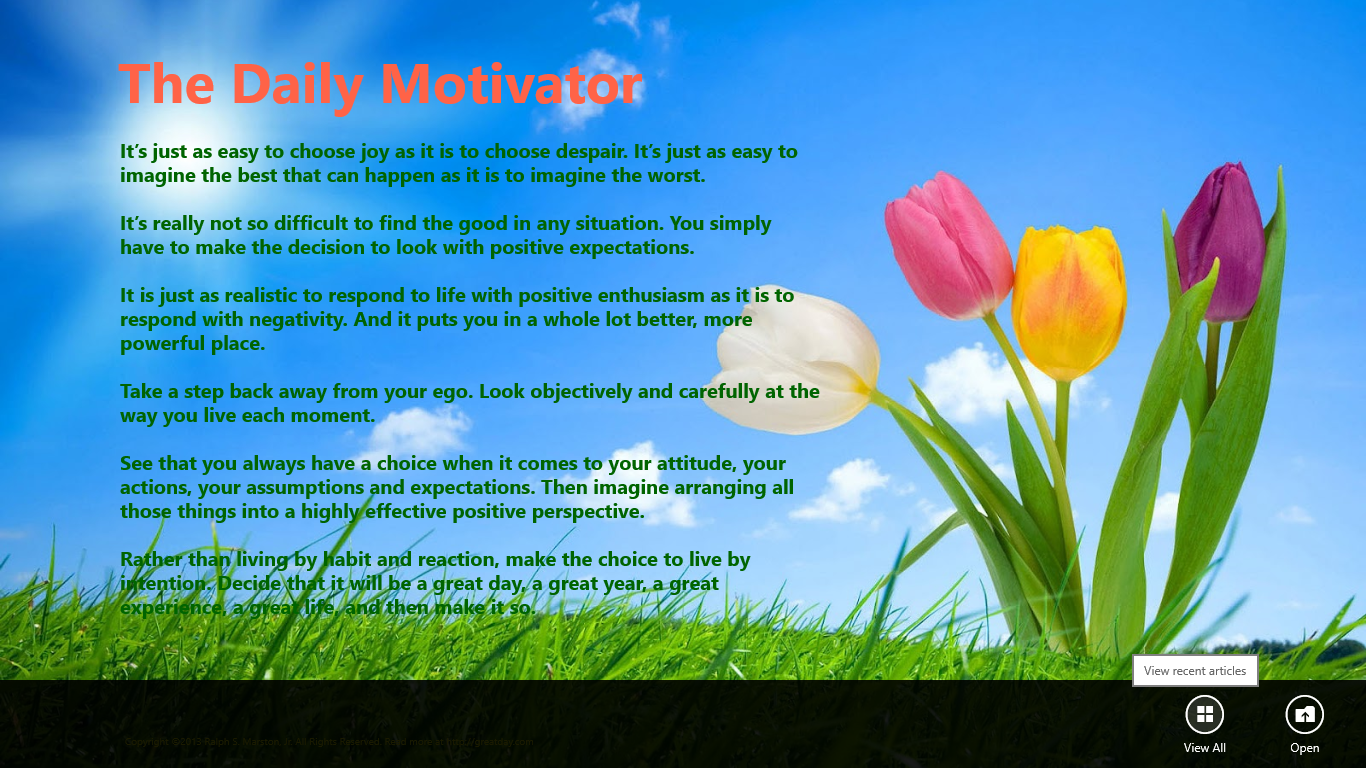 The Daily Motivator
It’s just as easy to choose joy as it is to choose despair. It’s just as easy to
imagine the best that can happen as it is to imagine the worst.
It’s really not so difficult to find the good in any situation. You simply
have to make the decision to look with positive expectations.
It is just as realistic to respond to life with positive enthusiasm as it is to
respond with negativity. And it puts you in a whole lot better, more
powerful place.
Take a step back away from your ego. Look objectively and carefully at the
way you live each moment.
See that you always have a choice when it comes to your attitude, your
actions, your assumptions and expectations. Then imagine arranging all
those things into a highly effective positive perspective.
Rather than living by habit and reaction, make the choice to live by
intention. Decide that it will be a great day, a great year, a great
experience, a great life, and then make it so.
View recent articles
Copyright ©2013 Ralph S. Marston, Jr. All Rights Reserved. Read more at http://greatday.com
View All
Open